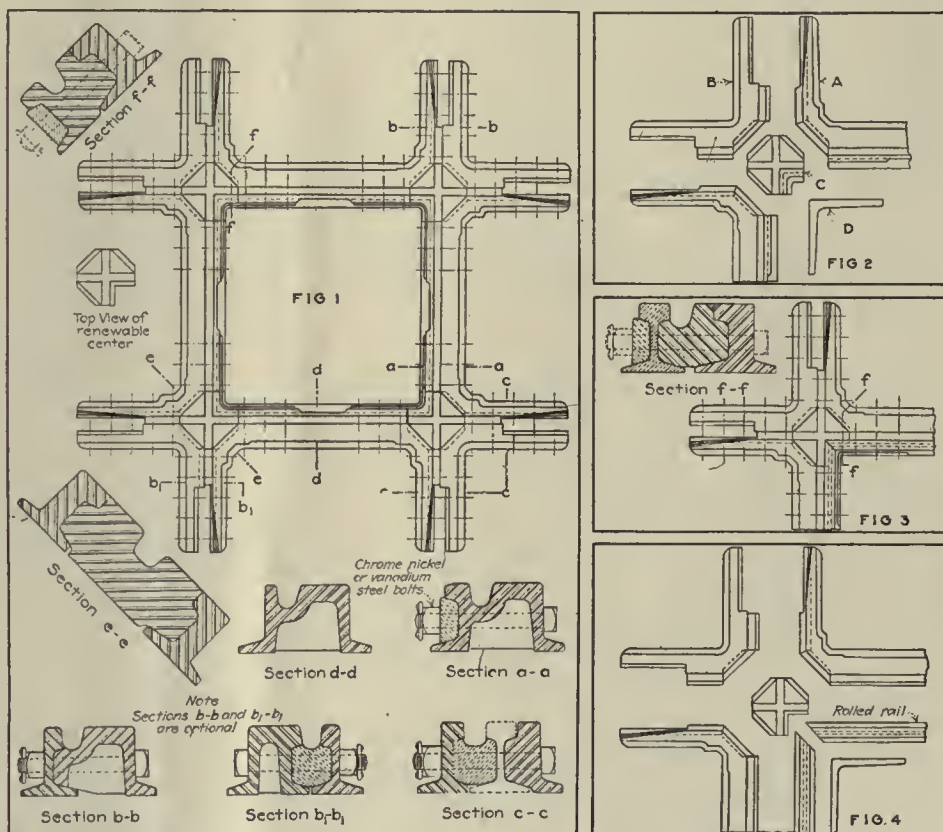 Section f-f
f
f
b
b
FIG 1
Top View of
renewable
center
e
d
a
a
c
e
d
c
c
b1
b1
Section e-e
Chrome nickel
or vanadium
steel bolts
Section d-d
Section a-a
Note
Sections b-b and b1-b1
are optional
Section b-b
Section b1-b1
Section c-c
B
A
C
D
FIG 2
Section f-f
f
f
FIG 3
Rolled rail
FIG. 4